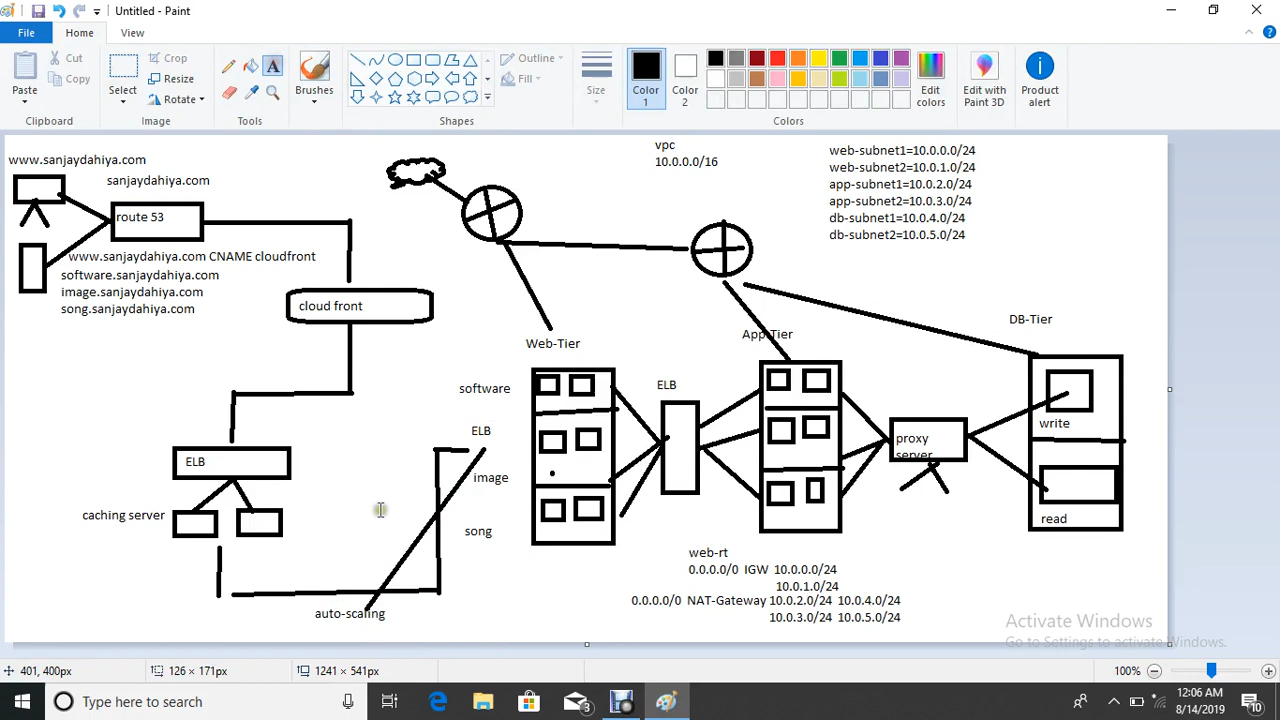 Untitled - Paint
File
Home
View
Paste
Cut
Copy
Clipboard
Select
Crop
Resize
Rotate
Image
Tools
Brushes
Outline
Fill
Shapes
Size
Color 1
Color 2
Edit colors
Colors
Edit with Paint 3D
Product alert
www.sanjaydahiya.com
sanjaydahiya.com
route 53
www.sanjaydahiya.com CNAME cloudfront
software.sanjaydahiya.com
image.sanjaydahiya.com
song.sanjaydahiya.com
cloud front
ELB
caching server
auto-scaling
vpc
10.0.0.0/16
web-subnet1=10.0.0.0/24
web-subnet2=10.0.1.0/24
app-subnet1=10.0.2.0/24
app-subnet2=10.0.3.0/24
db-subnet1=10.0.4.0/24
db-subnet2=10.0.5.0/24
Web-Tier
software
ELB
image
song
ELB
App-Tier
proxy
server
DB-Tier
write
read
web-rt
0.0.0.0/0 IGW 10.0.0.0/24
10.0.1.0/24
0.0.0.0/0 NAT-Gateway 10.0.2.0/24 10.0.4.0/24
10.0.3.0/24 10.0.5.0/24
Activate Windows
Go to Settings to activate Windows.
401, 400px
126 × 171px
1241 × 541px
100%
Type here to search
3
12:06 AM
8/14/2019
10